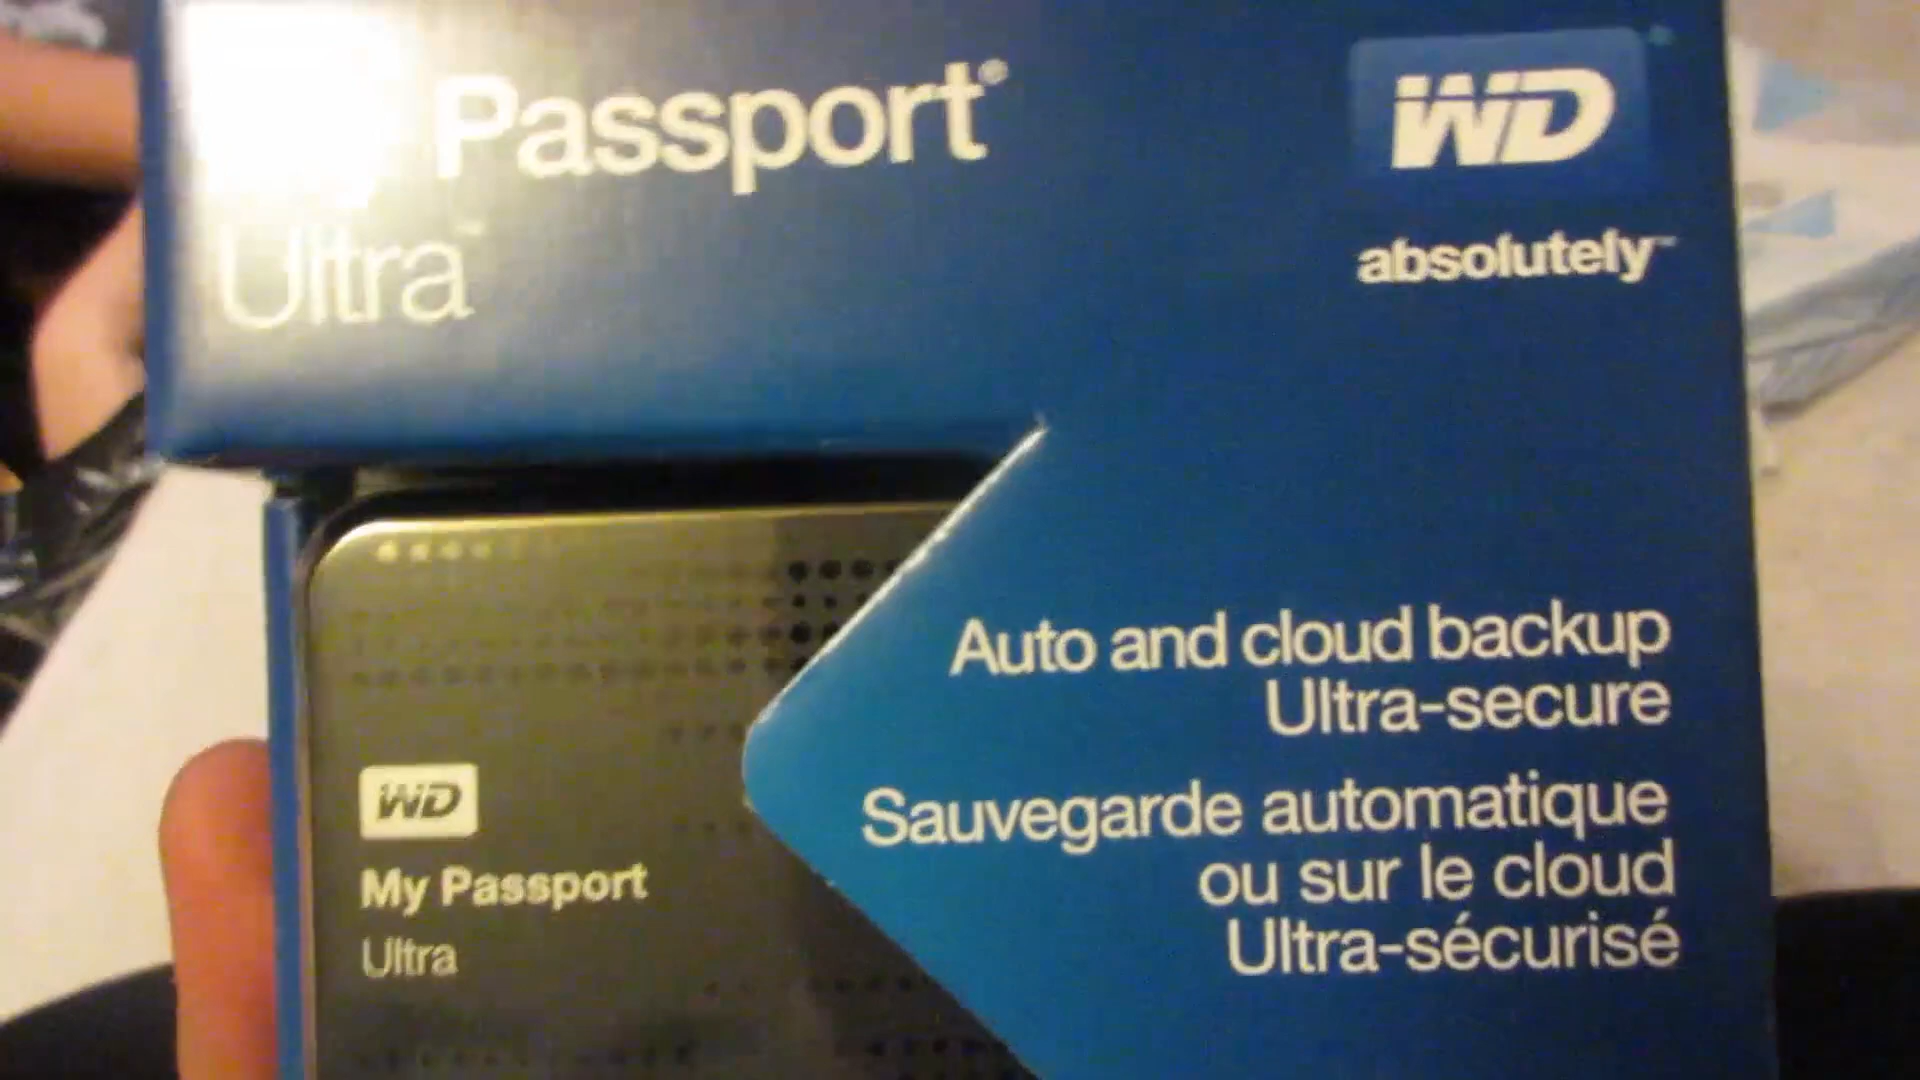 Passport®
Ultra™
WD
absolutely™
Auto and cloud backup
Ultra-secure
Sauvegarde automatique
ou sur le cloud
Ultra-sécurisé
WD
My Passport
Ultra